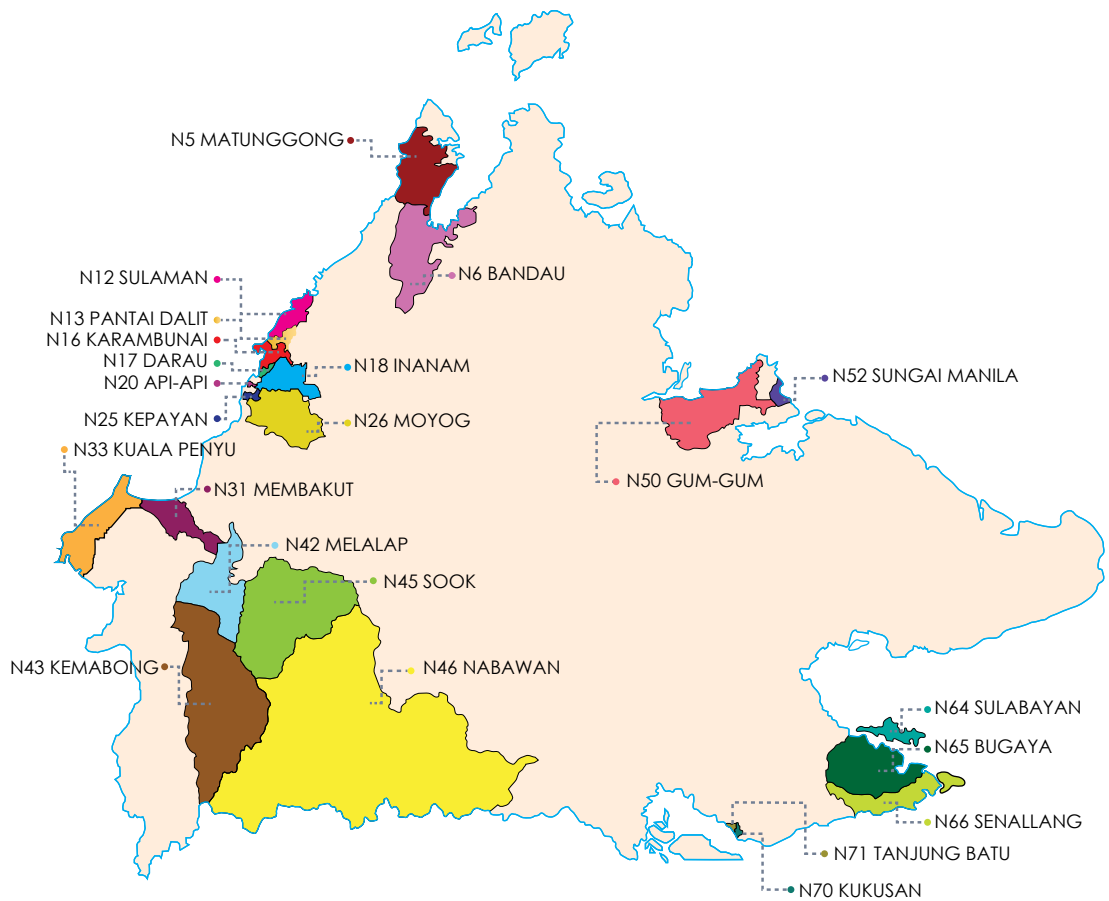 N5 MATUNGGONG
N6 BANDAU
N12 SULAMAN
N13 PANTAI DALIT
N16 KARAMBUNAI
N17 DARAU
N18 INANAM
N20 API-API
N52 SUNGAI MANILA
N25 KEPAYAN
N26 MOYOG
N33 KUALA PENYU
N50 GUM-GUM
N31 MEMBAKUT
N42 MELALAP
N45 SOOK
N43 KEMABONG
N46 NABAWAN
N64 SULABAYAN
N65 BUGAYA
N66 SENALLANG
N71 TANJUNG BATU
N70 KUKUSAN